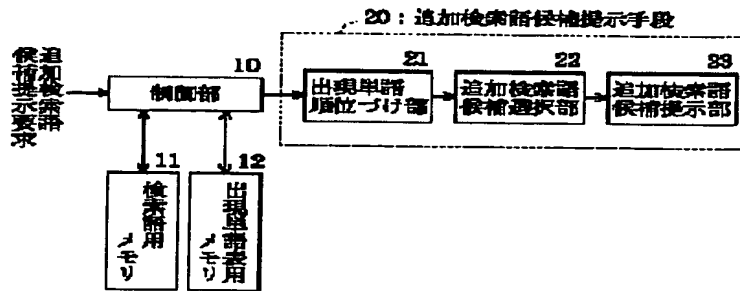 20：追加検索語候補提示手段
追加検索語
候補提示要求
10
制御部
21
出現単語
順位づけ部
22
追加検索語
候補選択部
23
追加検索語
候補提示部
11
検索語用
メモリ
12
出現単語表用
メモリ